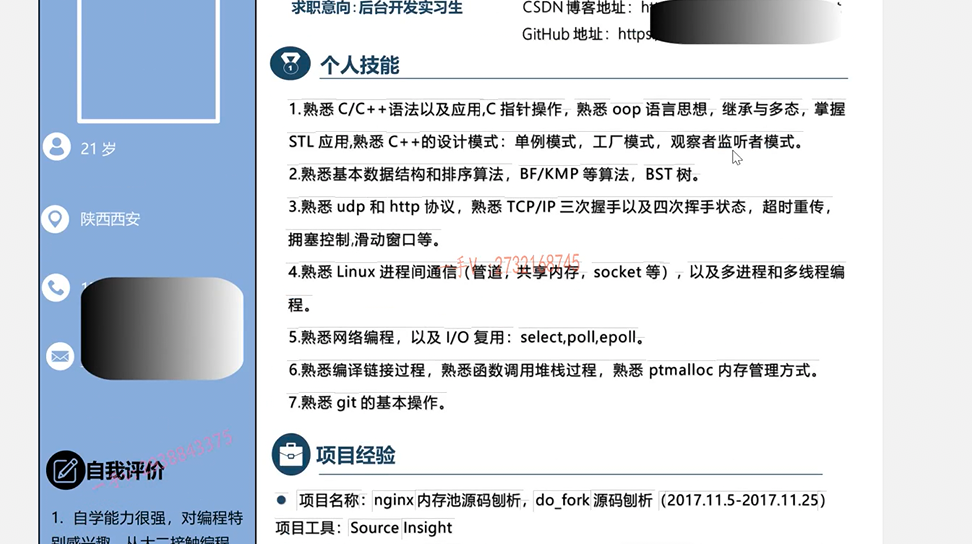 求职意向：后台开发实习生
CSDN 博客地址：
GitHub 地址：https
个人技能
1.熟悉 C/C++语法以及应用,C 指针操作，熟悉 oop 语言思想，继承与多态，掌握
STL 应用,熟悉 C++的设计模式：单例模式，工厂模式，观察者监听者模式。
2.熟悉基本数据结构和排序算法，BF/KMP 等算法，BST 树。
3.熟悉 udp 和 http 协议，熟悉 TCP/IP 三次握手以及四次挥手状态，超时重传，
拥塞控制,滑动窗口等。
4.熟悉 Linux 进程间通信（管道，共享内存，socket 等），以及多进程和多线程编
程。
5.熟悉网络编程，以及 I/O 复用：select,poll,epoll。
6.熟悉编译链接过程，熟悉函数调用堆栈过程，熟悉 ptmalloc 内存管理方式。
7.熟悉 git 的基本操作。
项目经验
项目名称：nginx 内存池源码刨析，do_fork 源码刨析（2017.11.5-2017.11.25）
项目工具：Source Insight
21 岁
陕西西安
自我评价
1. 自学能力很强，对编程特
别感兴趣，从大二接触编程